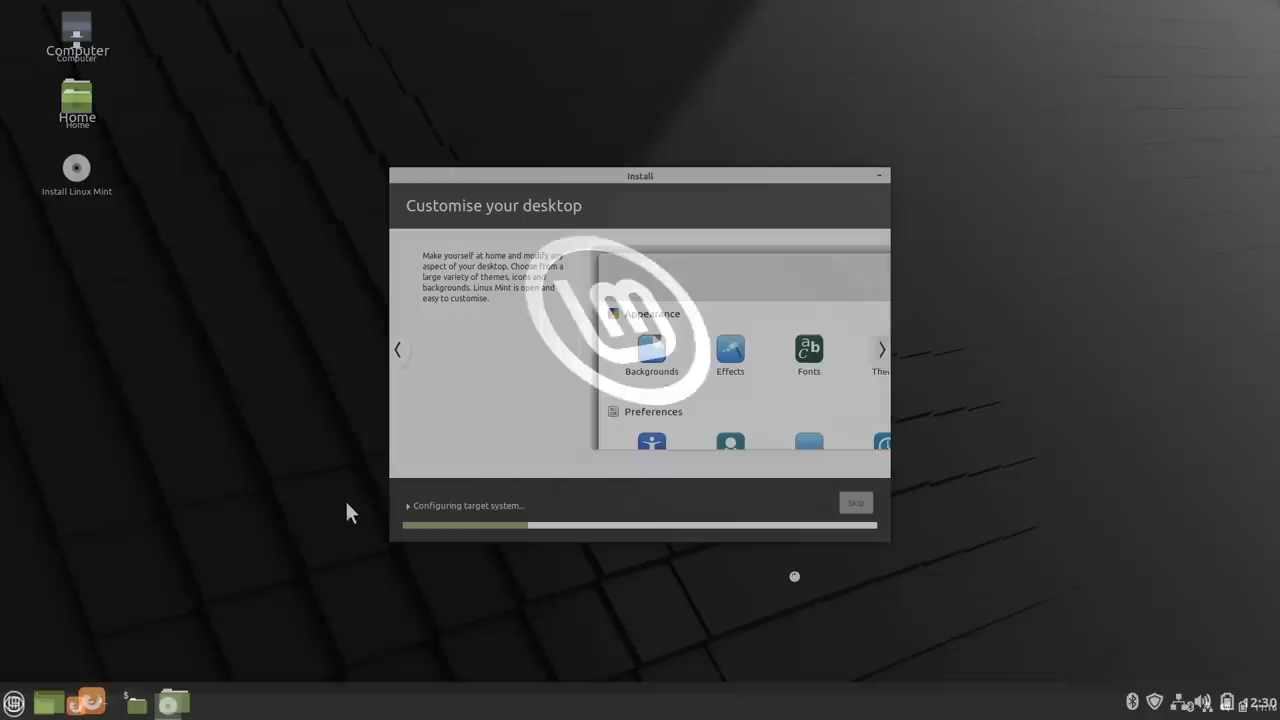 Computer
Computer
Home
Home
Install Linux Mint
Install
Customise your desktop
Make yourself at home and modify any
aspect of your desktop. Choose from a
large variety of themes, icons and
backgrounds. Linux Mint is open and
easy to customise.
Appearance
Backgrounds
Effects
Fonts
Preferences
Configuring target system...
Skip
12:30